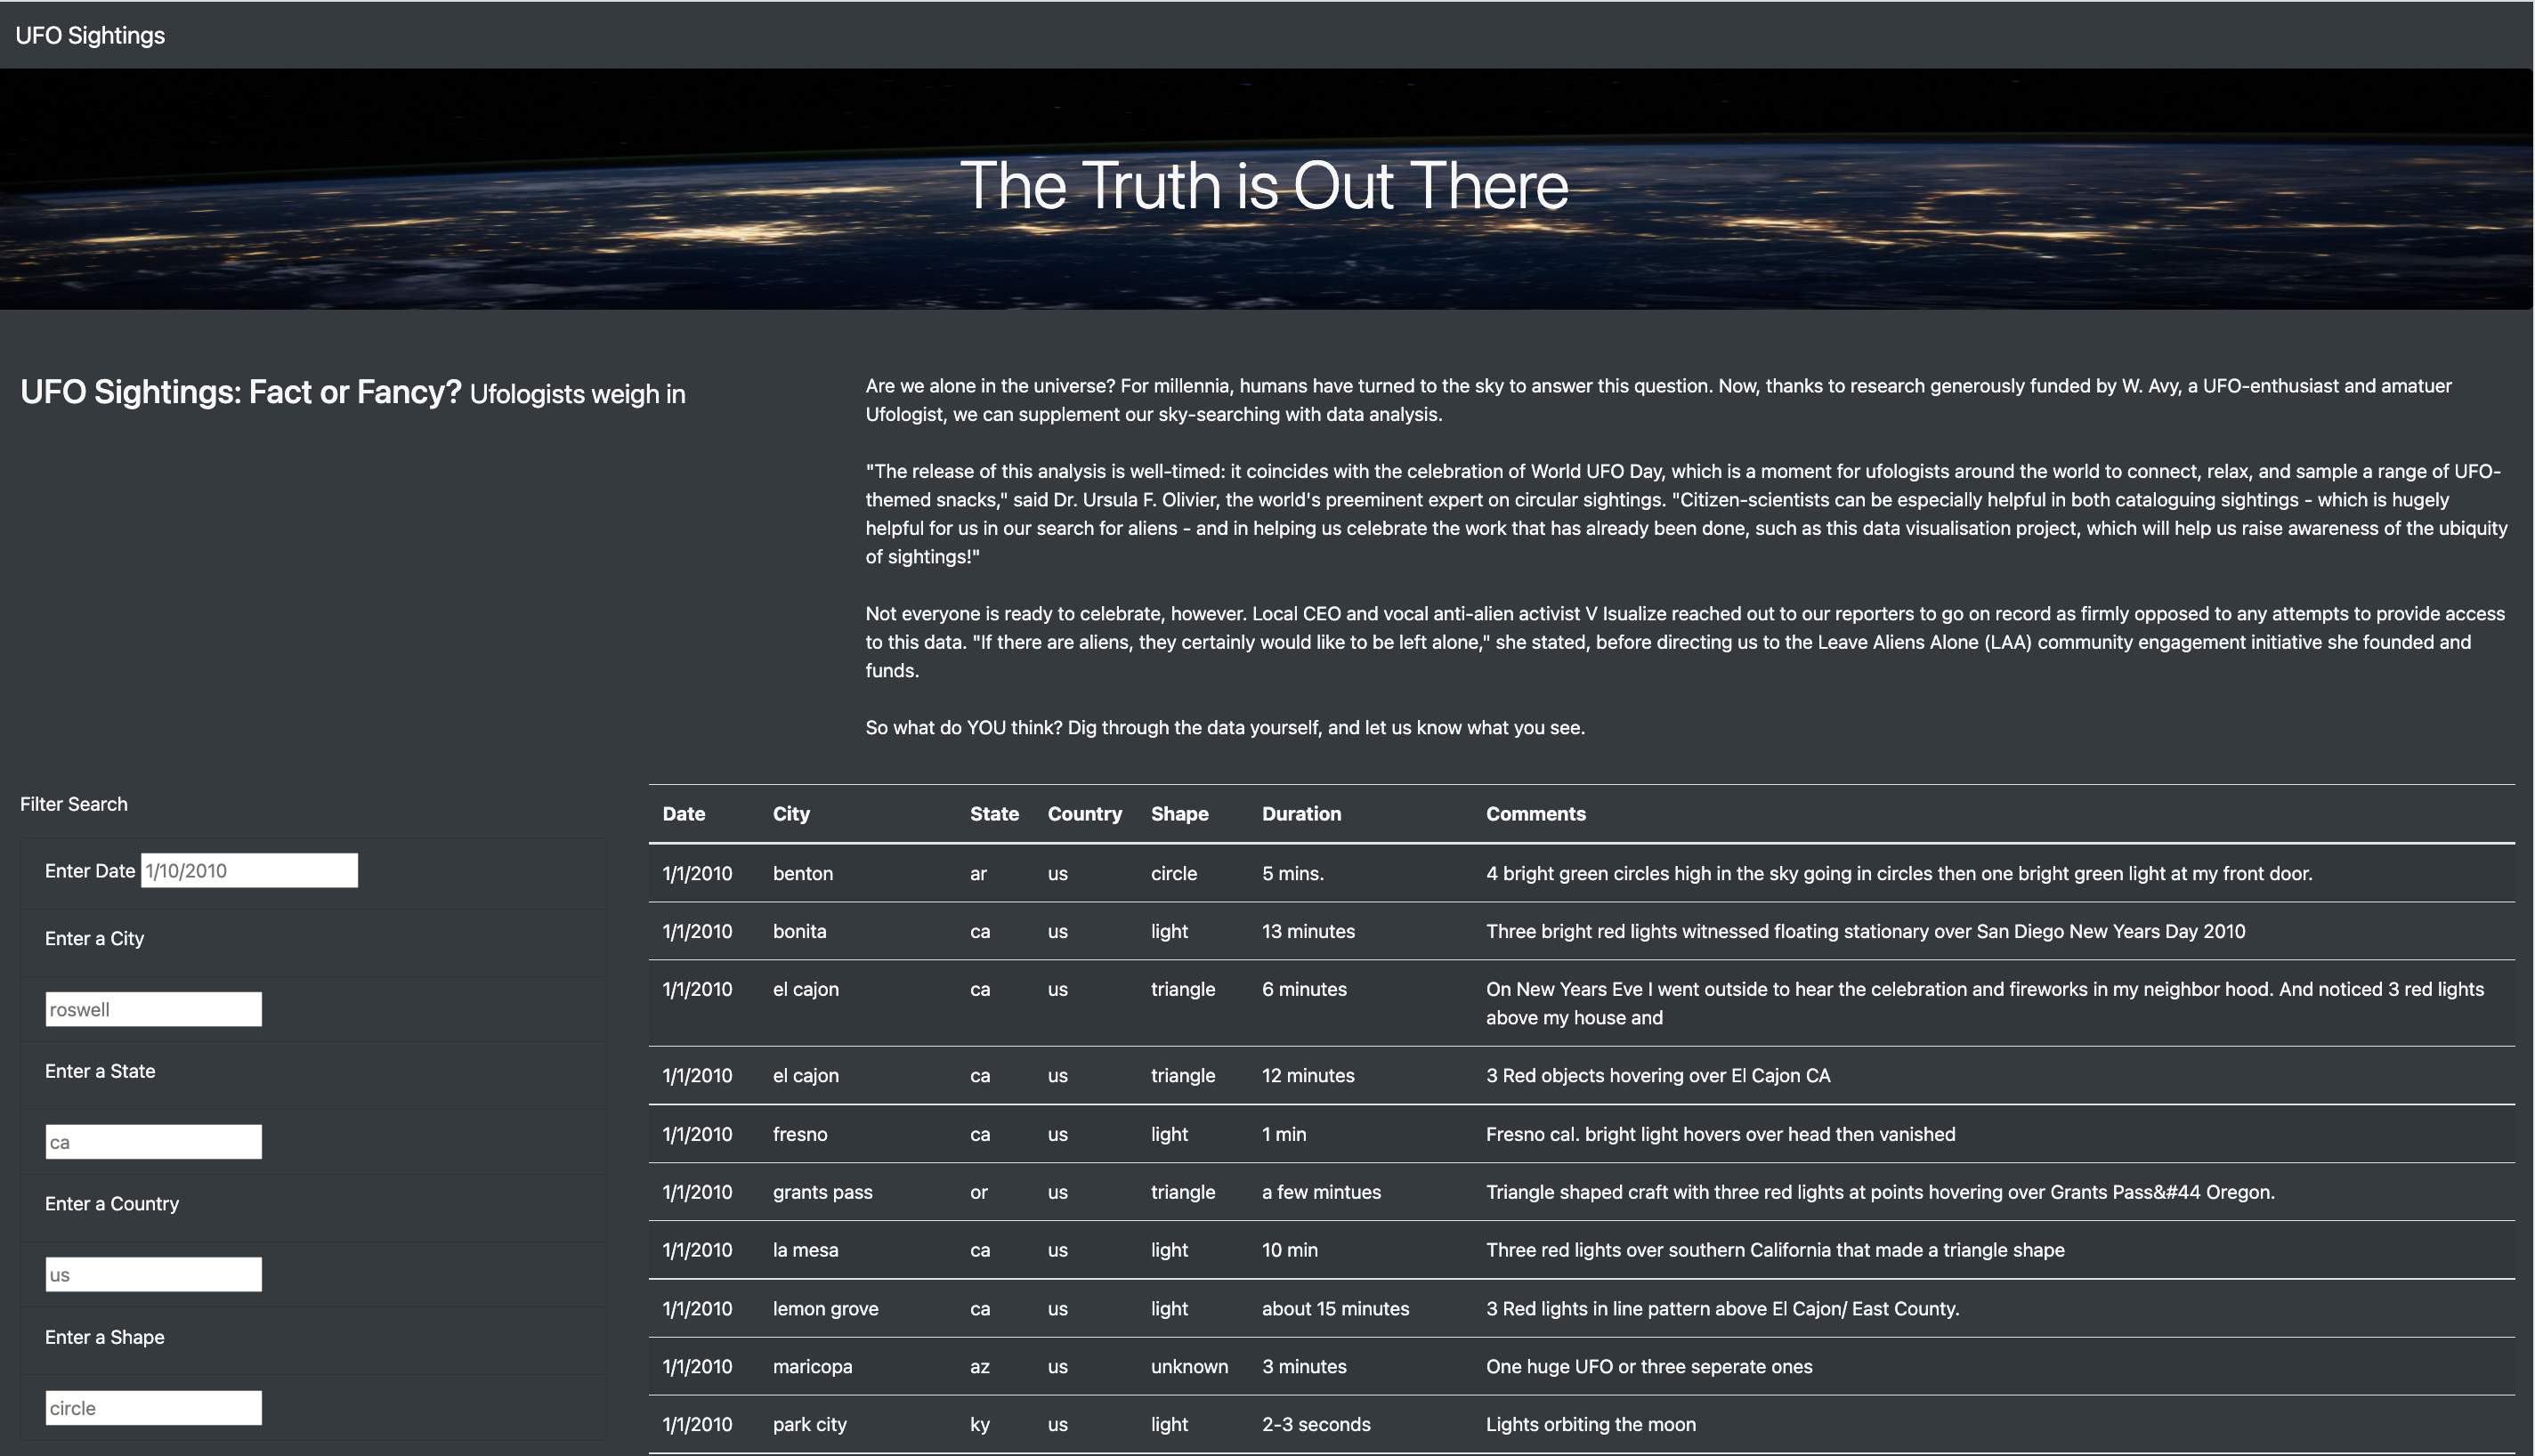 UFO Sightings
The Truth is Out There
UFO Sightings: Fact or Fancy? Ufologists weigh in
Are we alone in the universe? For millennia, humans have turned to the sky to answer this question. Now, thanks to research generously funded by W. Avy, a UFO-enthusiast and amatuer
Ufologist, we can supplement our sky-searching with data analysis.
"The release of this analysis is well-timed: it coincides with the celebration of World UFO Day, which is a moment for ufologists around the world to connect, relax, and sample a range of UFO-
themed snacks," said Dr. Ursula F. Olivier, the world's preeminent expert on circular sightings. "Citizen-scientists can be especially helpful in both cataloguing sightings - which is hugely
helpful for us in our search for aliens - and in helping us celebrate the work that has already been done, such as this data visualisation project, which will help us raise awareness of the ubiquity
of sightings!"
Not everyone is ready to celebrate, however. Local CEO and vocal anti-alien activist V Isualize reached out to our reporters to go on record as firmly opposed to any attempts to provide access
to this data. "If there are aliens, they certainly would like to be left alone," she stated, before directing us to the Leave Aliens Alone (LAA) community engagement initiative she founded and
funds.
So what do YOU think? Dig through the data yourself, and let us know what you see.
Filter Search
Enter Date 1/10/2010
Enter a City
roswell
Enter a State
ca
Enter a Country
us
Enter a Shape
circle
Date City State Country Shape Duration Comments
1/1/2010 benton ar us circle 5 mins. 4 bright green circles high in the sky going in circles then one bright green light at my front door.
1/1/2010 bonita ca us light 13 minutes Three bright red lights witnessed floating stationary over San Diego New Years Day 2010
1/1/2010 el cajon ca us triangle 6 minutes On New Years Eve I went outside to hear the celebration and fireworks in my neighbor hood. And noticed 3 red lights
above my house and
1/1/2010 el cajon ca us triangle 12 minutes 3 Red objects hovering over El Cajon CA
1/1/2010 fresno ca us light 1 min Fresno cal. bright light hovers over head then vanished
1/1/2010 grants pass or us triangle a few mintues Triangle shaped craft with three red lights at points hovering over Grants Pass&#44 Oregon.
1/1/2010 la mesa ca us light 10 min Three red lights over southern California that made a triangle shape
1/1/2010 lemon grove ca us light about 15 minutes 3 Red lights in line pattern above El Cajon/ East County.
1/1/2010 maricopa az us unknown 3 minutes One huge UFO or three seperate ones
1/1/2010 park city ky us light 2-3 seconds Lights orbiting the moon